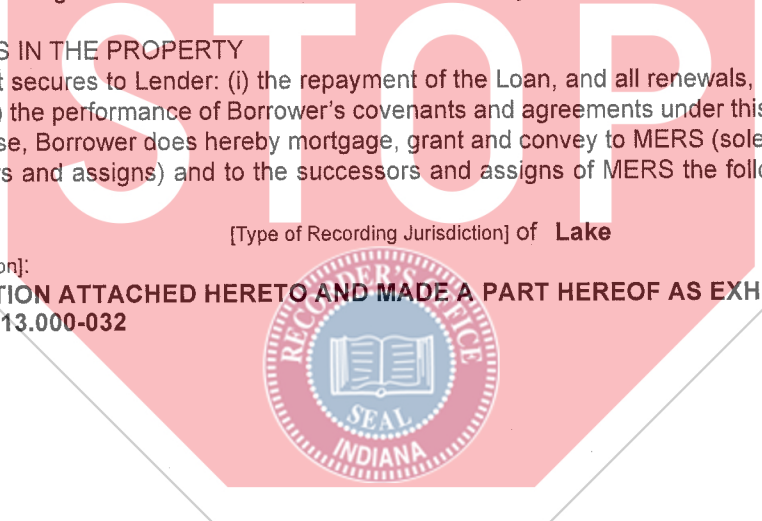 STOP
S IN THE PROPERTY
t secures to Lender: (i) the repayment of the Loan, and all renewals,
) the performance of Borrower's covenants and agreements under this
se, Borrower does hereby mortgage, grant and convey to MERS (sole
rs and assigns) and to the successors and assigns of MERS the follo
[Type of Recording Jurisdiction] of Lake
on]:
TION ATTACHED HERETO AND MADE A PART HEREOF AS EXH
13.000-032
RECORDER'S OFFICE
SEAL
INDIANA